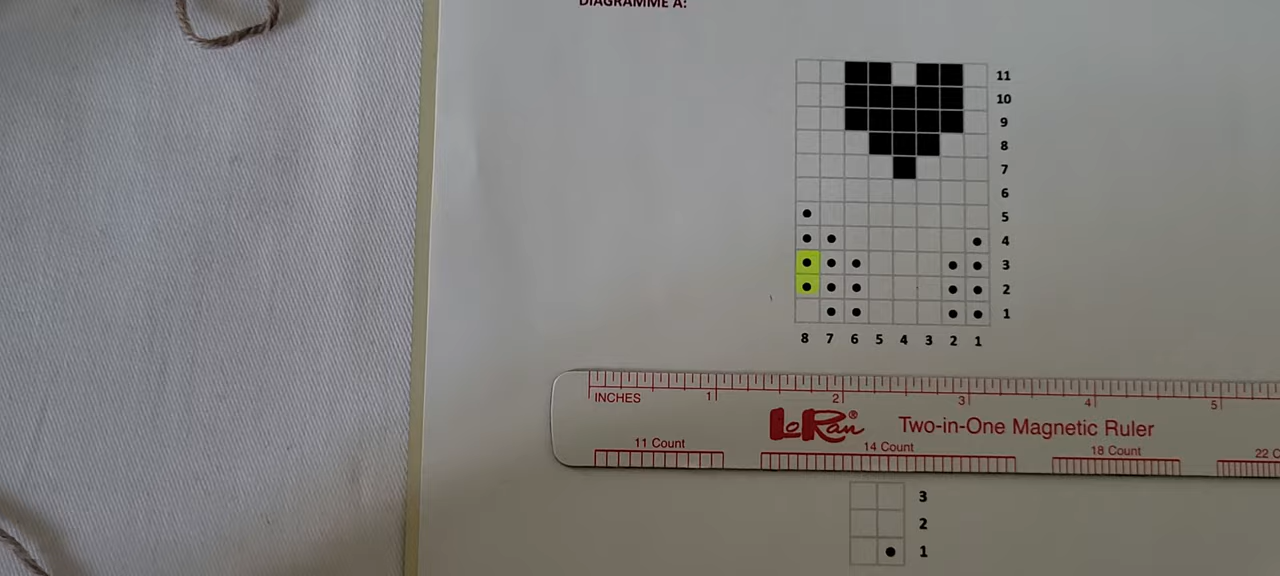 DIAGRAMME A:
11
10
9
8
7
6
5
4
3
2
1
8 7 6 5 4 3 2 1
INCHES 1 2 3 4 5
LoRan® Two-in-One Magnetic Ruler
11 Count 14 Count 18 Count 22 C
3
2
1